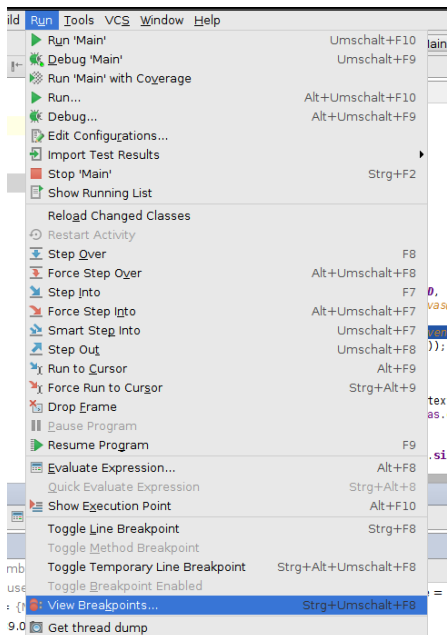 ild Run Tools VCS Window Help
Run 'Main' Umschalt+F10
Debug 'Main' Umschalt+F9
Run 'Main' with Coverage
Run... Alt+Umschalt+F10
Debug... Alt+Umschalt+F9
Edit Configurations...
Import Test Results
Stop 'Main' Strg+F2
Show Running List
Reload Changed Classes
Restart Activity
Step Over F8
Force Step Over Alt+Umschalt+F8
Step Into F7
Force Step Into Alt+Umschalt+F7
Smart Step Into Umschalt+F7
Step Out Umschalt+F8
Run to Cursor Alt+F9
Force Run to Cursor Strg+Alt+9
Drop Frame
Pause Program
Resume Program F9
Evaluate Expression... Alt+F8
Quick Evaluate Expression Strg+Alt+8
Show Execution Point Alt+F10
Toggle Line Breakpoint Strg+F8
Toggle Method Breakpoint
Toggle Temporary Line Breakpoint Strg+Alt+Umschalt+F8
Toggle Breakpoint Enabled
View Breakpoints... Strg+Umschalt+F8
9.0 Get thread dump